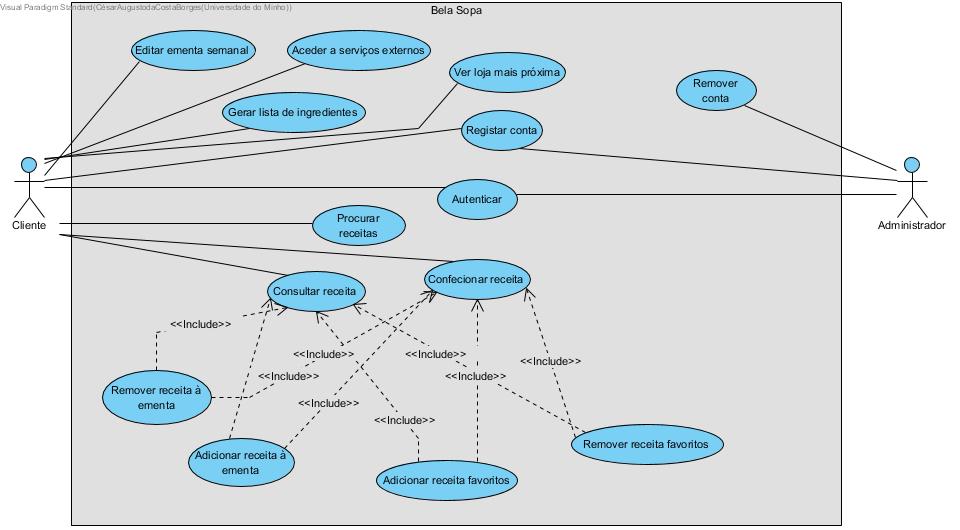 Visual Paradigm Standard(CésarAugustodaCostaBorges(Universidade do Minho))
Bela Sopa
Editar ementa semanal
Aceder a serviços externos
Ver loja mais próxima
Remover
conta
Gerar lista de ingredientes
Registar conta
Autenticar
Cliente
Procurar
receitas
Administrador
Consultar receita
Confecionar receita
<<Include>>
<<Include>>
<<Include>>
<<Include>>
<<Include>>
<<Include>>
Remover receita à
ementa
<<Include>>
<<Include>>
Adicionar receita à
ementa
Remover receita favoritos
Adicionar receita favoritos